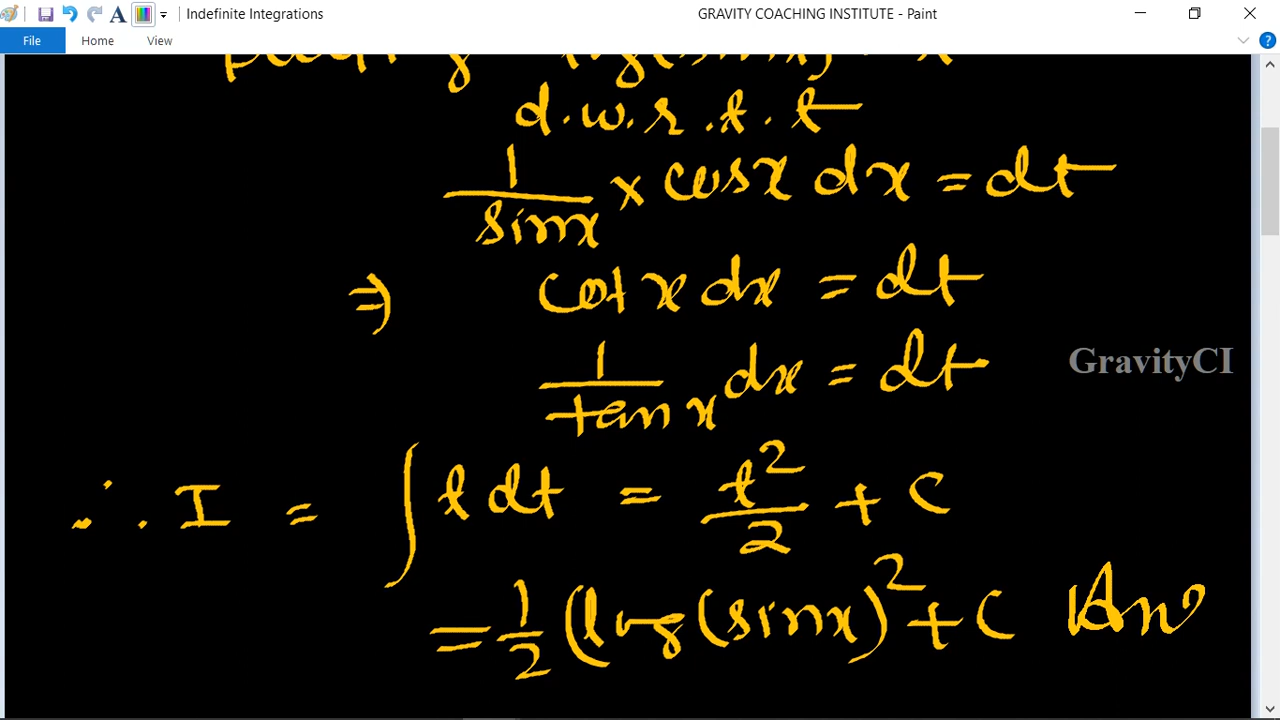 Indefinite Integrations
GRAVITY COACHING INSTITUTE - Paint
File Home View
d.w.r.t.t
1/sinx × cosx dx = dt
⇒ cot x dx = dt
1/tanx dx = dt
GravityCI
∴ I = ∫ t dt = t²/2 + C
= 1/2 (log(sinx)² + C Ans